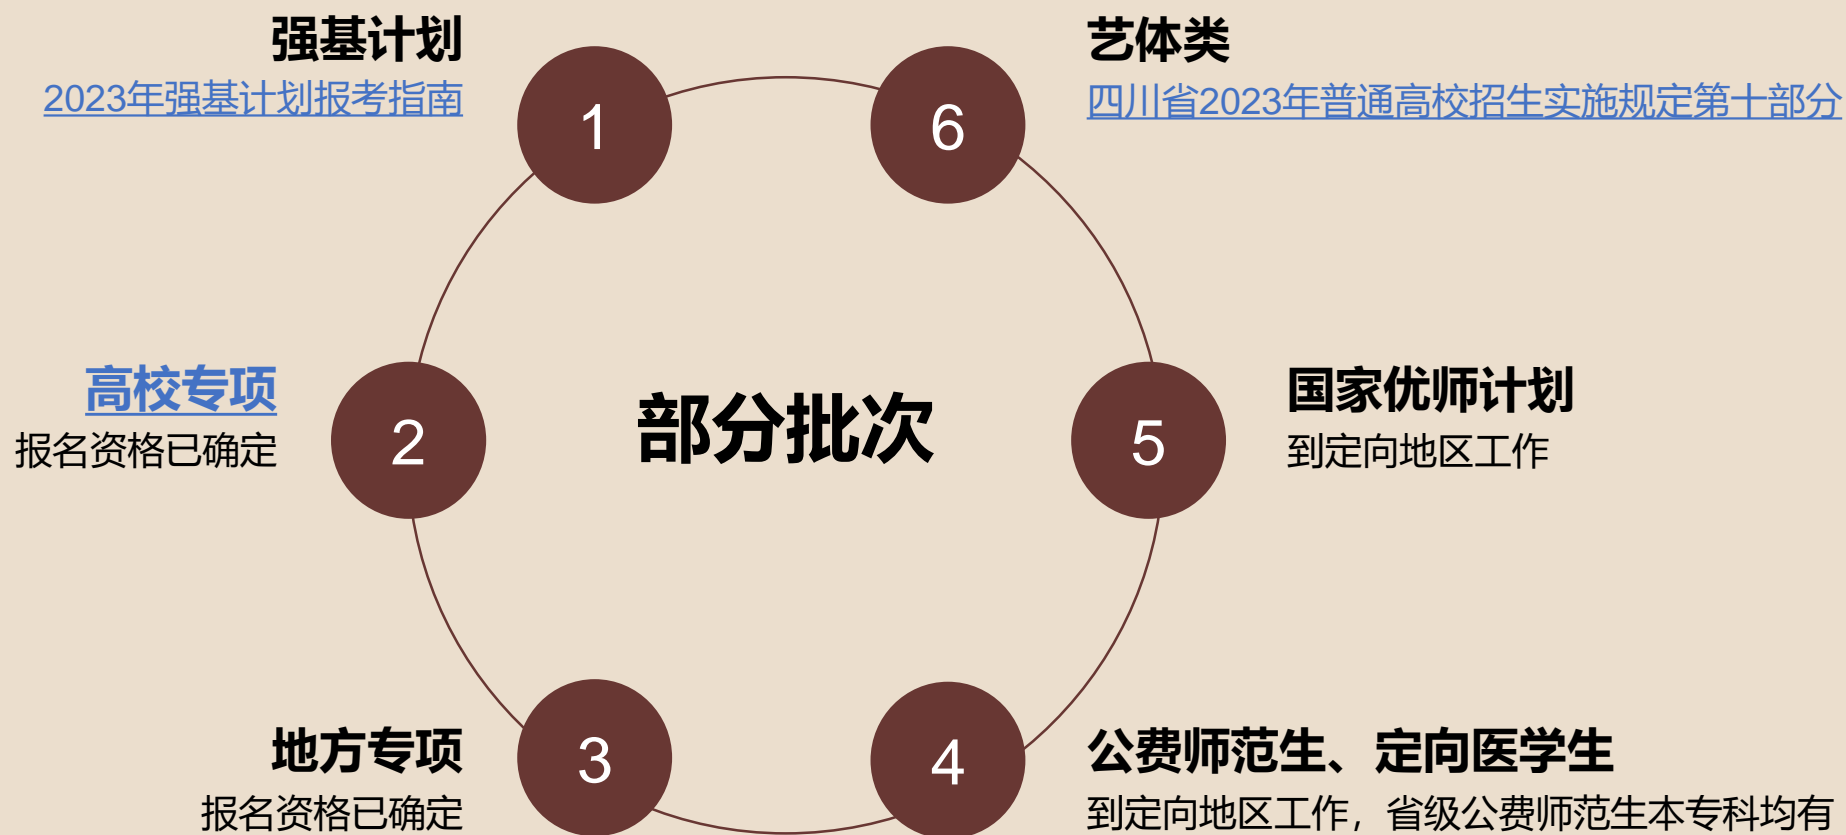 强基计划
2023年强基计划报考指南
1
6
艺体类
四川省2023年普通高校招生实施规定第十部分
高校专项
报名资格已确定
2
部分批次
5
国家优师计划
到定向地区工作
地方专项
报名资格已确定
3
4
公费师范生、定向医学生
到定向地区工作，省级公费师范生本专科均有